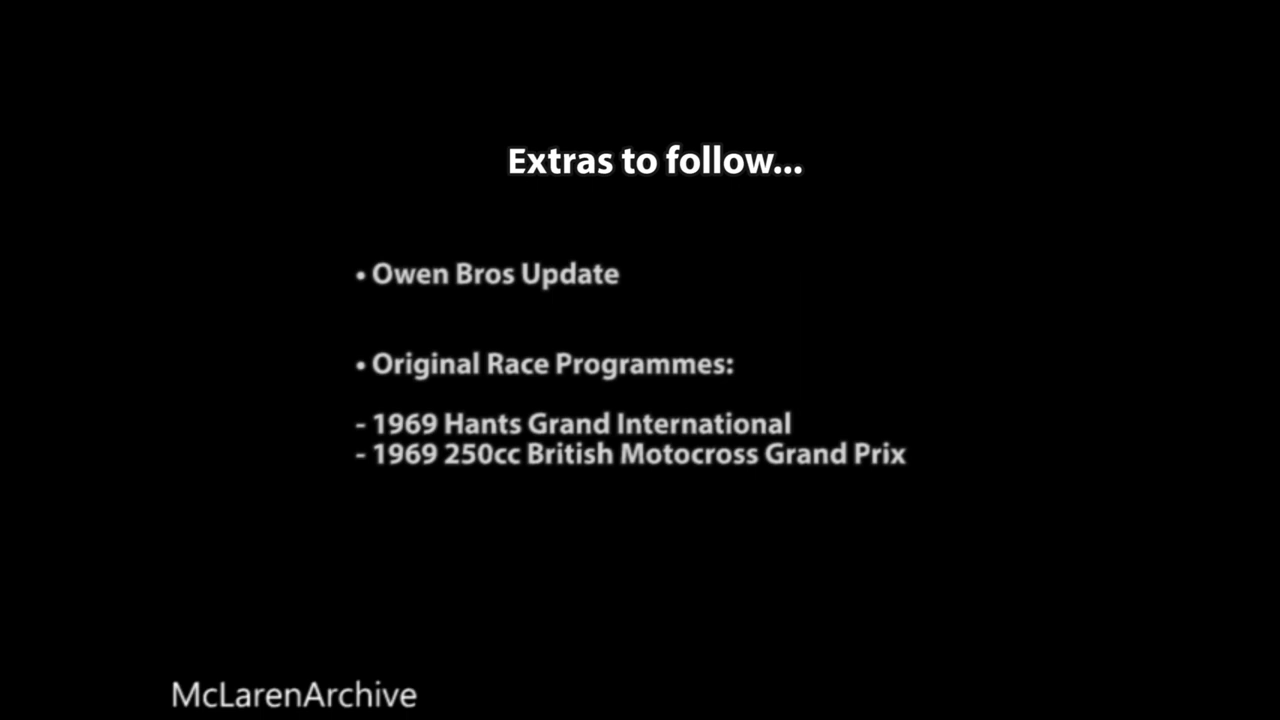 Extras to follow...
• Owen Bros Update
• Original Race Programmes:
- 1969 Hants Grand International
- 1969 250cc British Motocross Grand Prix
McLarenArchive